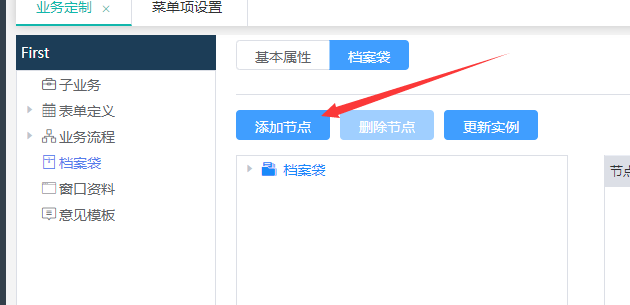 业务定制 ×
菜单项设置
First
子业务
表单定义
业务流程
档案袋
窗口资料
意见模板
基本属性
档案袋
添加节点
删除节点
更新实例
档案袋
节点